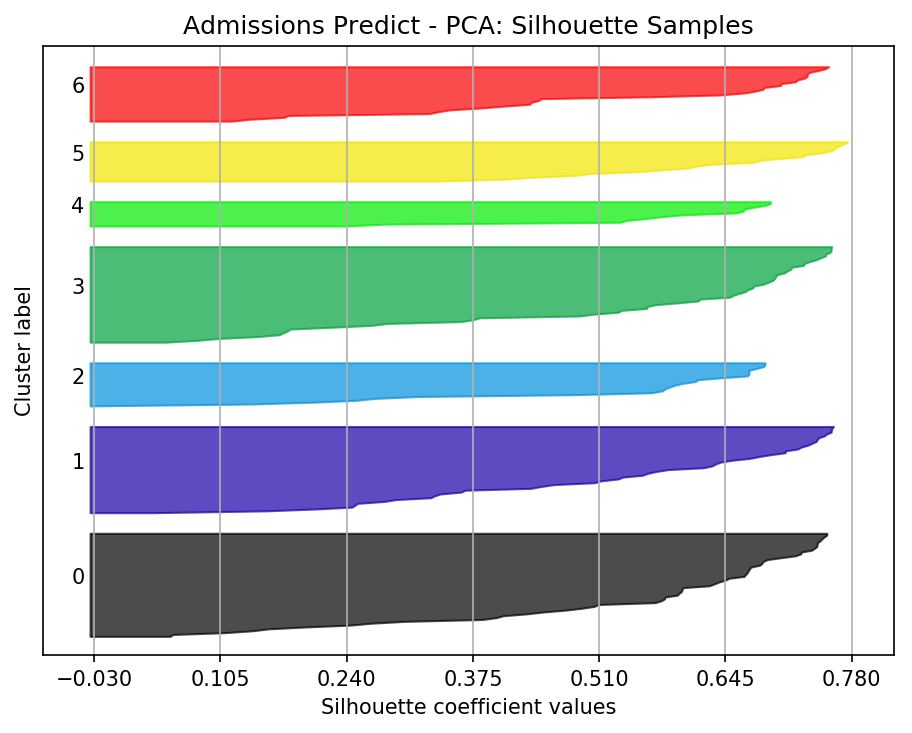 Admissions Predict - PCA: Silhouette Samples
6
5
4
3
2
1
0
Cluster label
−0.030 0.105 0.240 0.375 0.510 0.645 0.780
Silhouette coefficient values